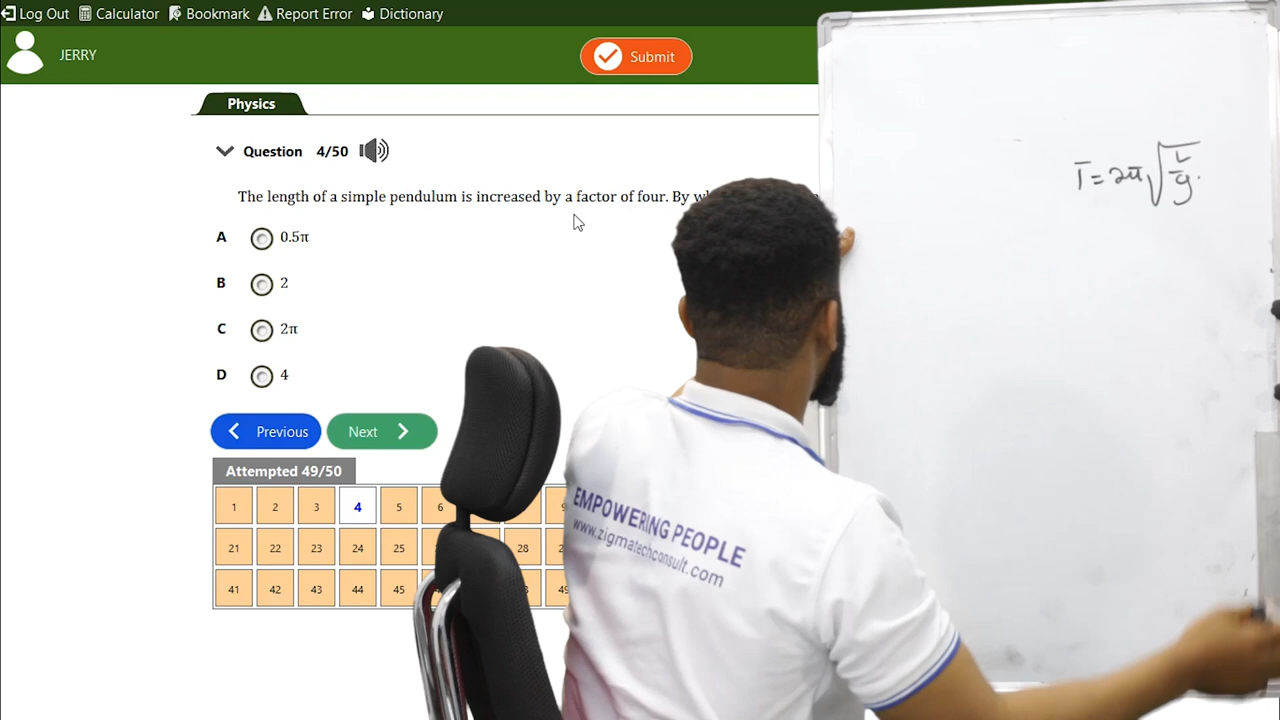 Log Out Calculator Bookmark Report Error Dictionary
JERRY
Submit
Physics
Question 4/50
The length of a simple pendulum is increased by a factor of four. By
A 0.5π
B 2
C 2π
D 4
Previous Next
Attempted 49/50
1 2 3 4 5 6
21 22 23 24 25 28
41 42 43 44 45
T = 2π√(L/g)
EMPOWERING PEOPLE
www.zigmatechconsult.com